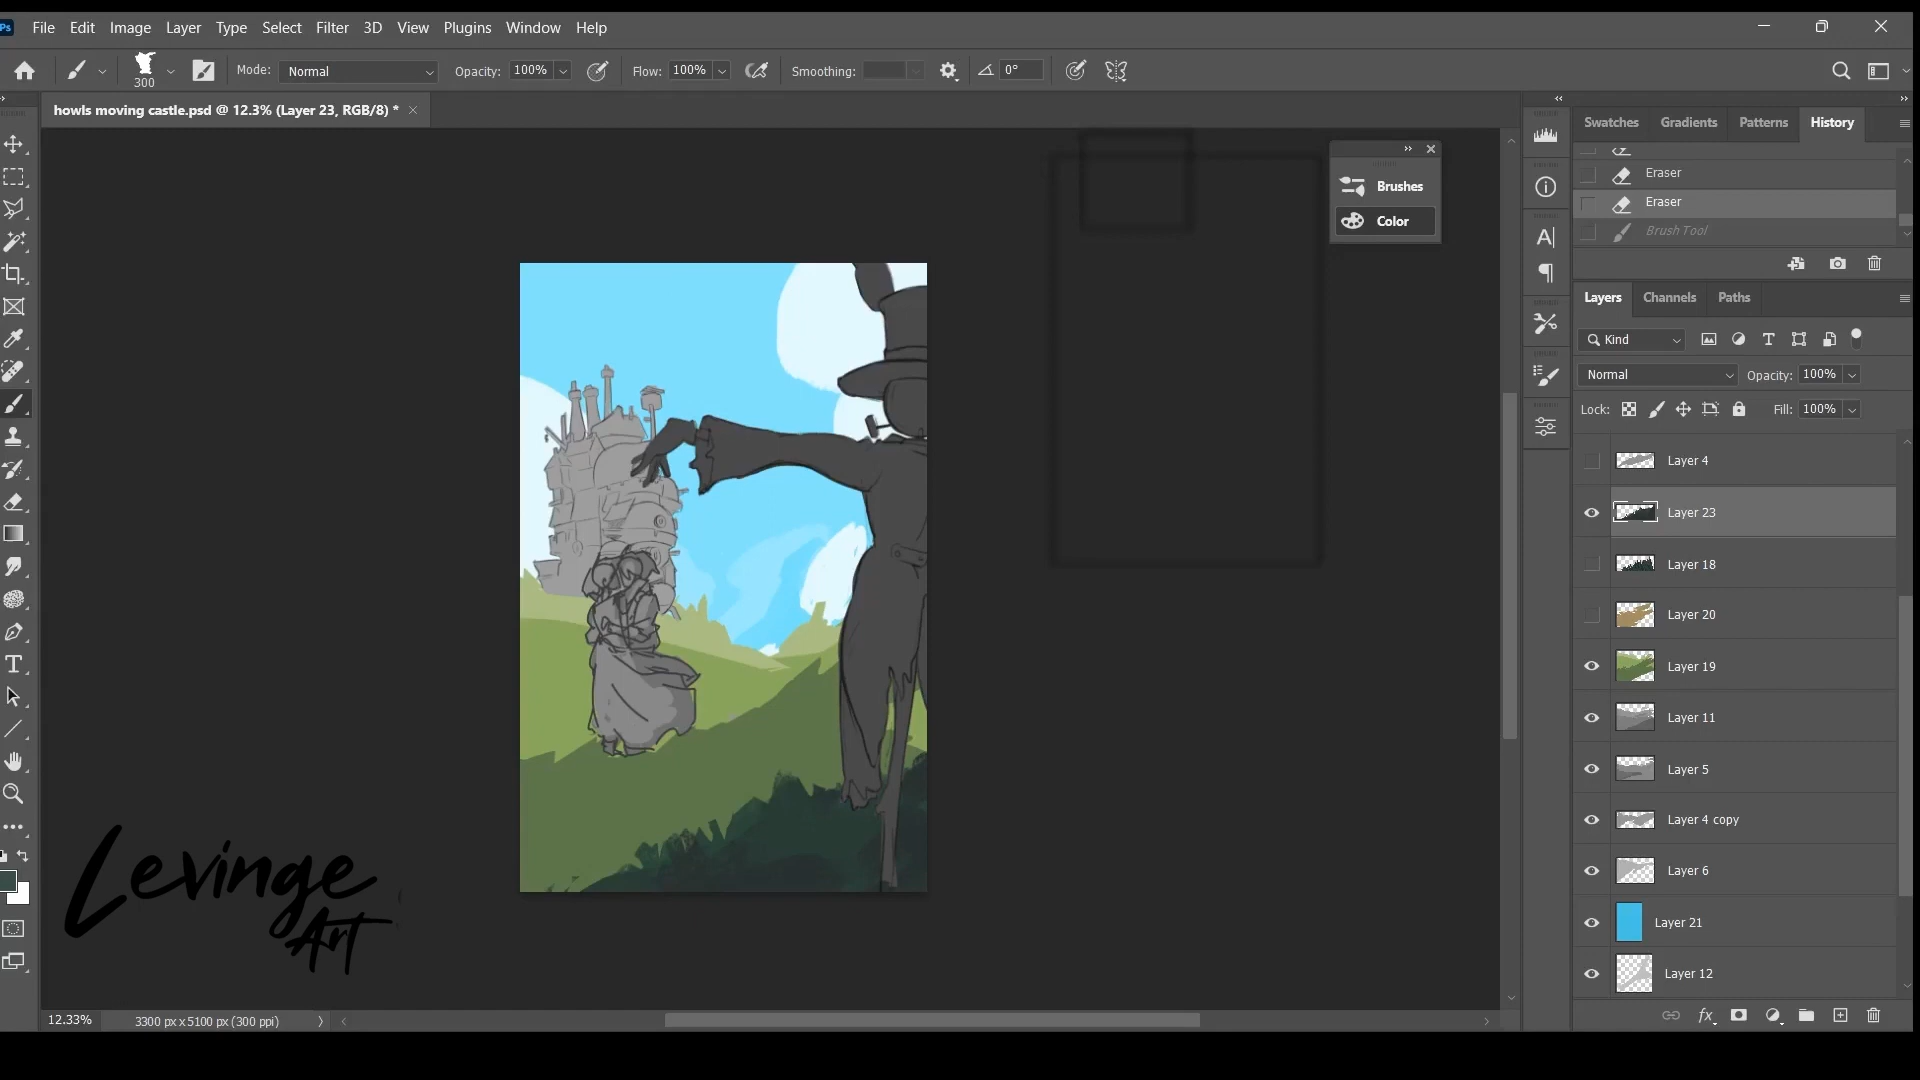 Ps File Edit Image Layer Type Select Filter 3D View Plugins Window Help
300 Mode: Normal Opacity: 100% Flow: 100% Smoothing: 0°
howls moving castle.psd @ 12.3% (Layer 23, RGB/8) *
Swatches Gradients Patterns History
Eraser
Eraser
Brush Tool
Brushes
Color
Layers Channels Paths
Kind
Normal Opacity: 100%
Lock: Fill: 100%
Layer 4
Layer 23
Layer 18
Layer 20
Layer 19
Layer 11
Layer 5
Layer 4 copy
Layer 6
Layer 21
Layer 12
Levinge
Art
12.33% 3300 px x 5100 px (300 ppi)
fx